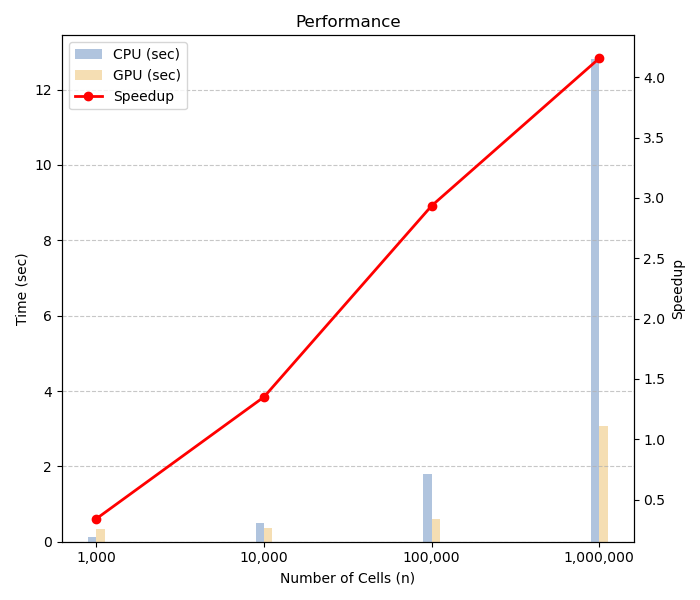 Performance
CPU (sec)
GPU (sec)
Speedup
Time (sec)
12
10
8
6
4
2
0
4.0
3.5
3.0
2.5
2.0
1.5
1.0
0.5
Speedup
1,000
10,000
100,000
1,000,000
Number of Cells (n)